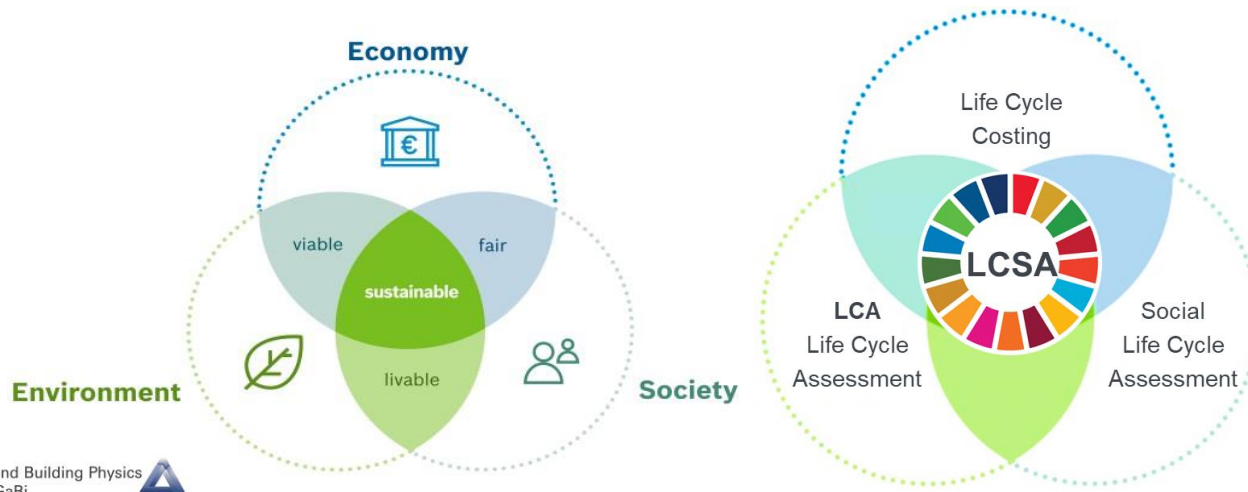 Economy
€
viable
fair
sustainable
livable
Environment
Society
nd Building Physics
GaBi
Life Cycle
Costing
LCSA
LCA
Life Cycle
Assessment
Social
Life Cycle
Assessment